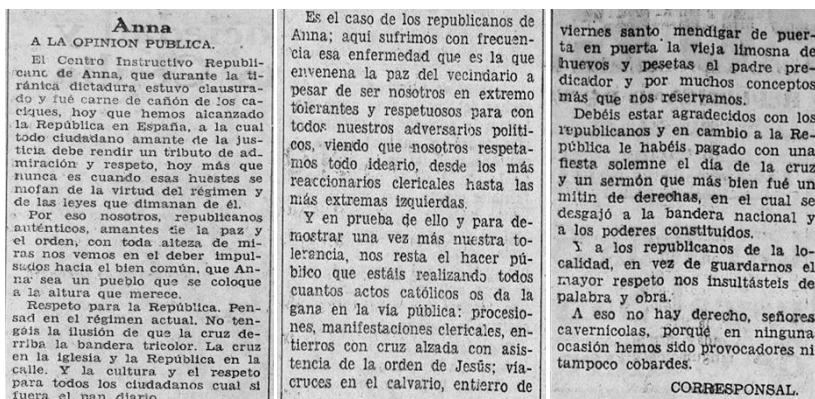 Anna
A LA OPINION PUBLICA.
El Centro Instructivo Republi-
canc de Anna, que durante la ti-
ránica dictadura estuvo clausura-
do y fué carne de cañón de los ca-
ciques, hoy que hemos alcanzado
la República en España, a la cual
todo ciudadano amante de la jus-
ticia debe rendir un tributo de ad-
miración y respeto hoy más que
nunca es cuando esas huestes se
mofan de la virtud del régimen y
de las leyes que dimanan de él.
Por eso nosotros, republicanos
auténticos, amantes de la paz y
el orden, con toda alteza de mi-
ras nos vemos en el deber impul-
sados hacia el bien común, que An-
na sea un pueblo que se coloque
a la altura que merece.
Respeto para la República. Pen-
sad en el régimen actual. No ten-
gáis la ilusión de que la cruz de-
rriba la bandera tricolor. La cruz
en la iglesia y la República en la
calle. Y la cultura y el respeto
para todos los ciudadanos cual si
fuera el pan diario.
Es el caso de los republicanos de
Anna; aquí sufrimos con frecuen-
cia esa enfermedad que es la que
envenena la paz del vecindario a
pesar de ser nosotros en extremo
tolerantes y respetuosos para con
todos nuestros adversarios políti-
cos, viendo que nosotros respeta-
mos todo ideario, desde los más
reaccionarios clericales hasta las
más extremas izquierdas.
Y en prueba de ello y para de-
mostrar una vez más nuestra to-
lerancia, nos resta el hacer pú-
blico que estáis realizando todos
cuantos actos católicos os da la
gana en la vía pública: procesio-
nes, manifestaciones clericales, en-
tierros con cruz alzada con asis-
tencia de la orden de Jesús; vía-
cruces en el calvario, entierro de
viernes santo, mendigar de puer-
ta en puerta la vieja limosna de
huevos y pesetas el padre pre-
dicador y por muchos conceptos
más que nos reservamos.
Debéis estar agradecidos con los
republicanos y en cambio a la Re-
pública le habéis pagado con una
fiesta solemne el día de la cruz
y un sermón que más bien fué un
mitin de derechas, en el cual se
desgajó a la bandera nacional y
a los poderes constituídos.
Y a los republicanos de la lo-
calidad, en vez de guardarnos el
mayor respeto nos insultásteis de
palabra y obra.
A eso no hay derecho, señores
cavernícolas, porque en ninguna
ocasión hemos sido provocadores ni
tampoco cobardes.
CORRESPONSAL.